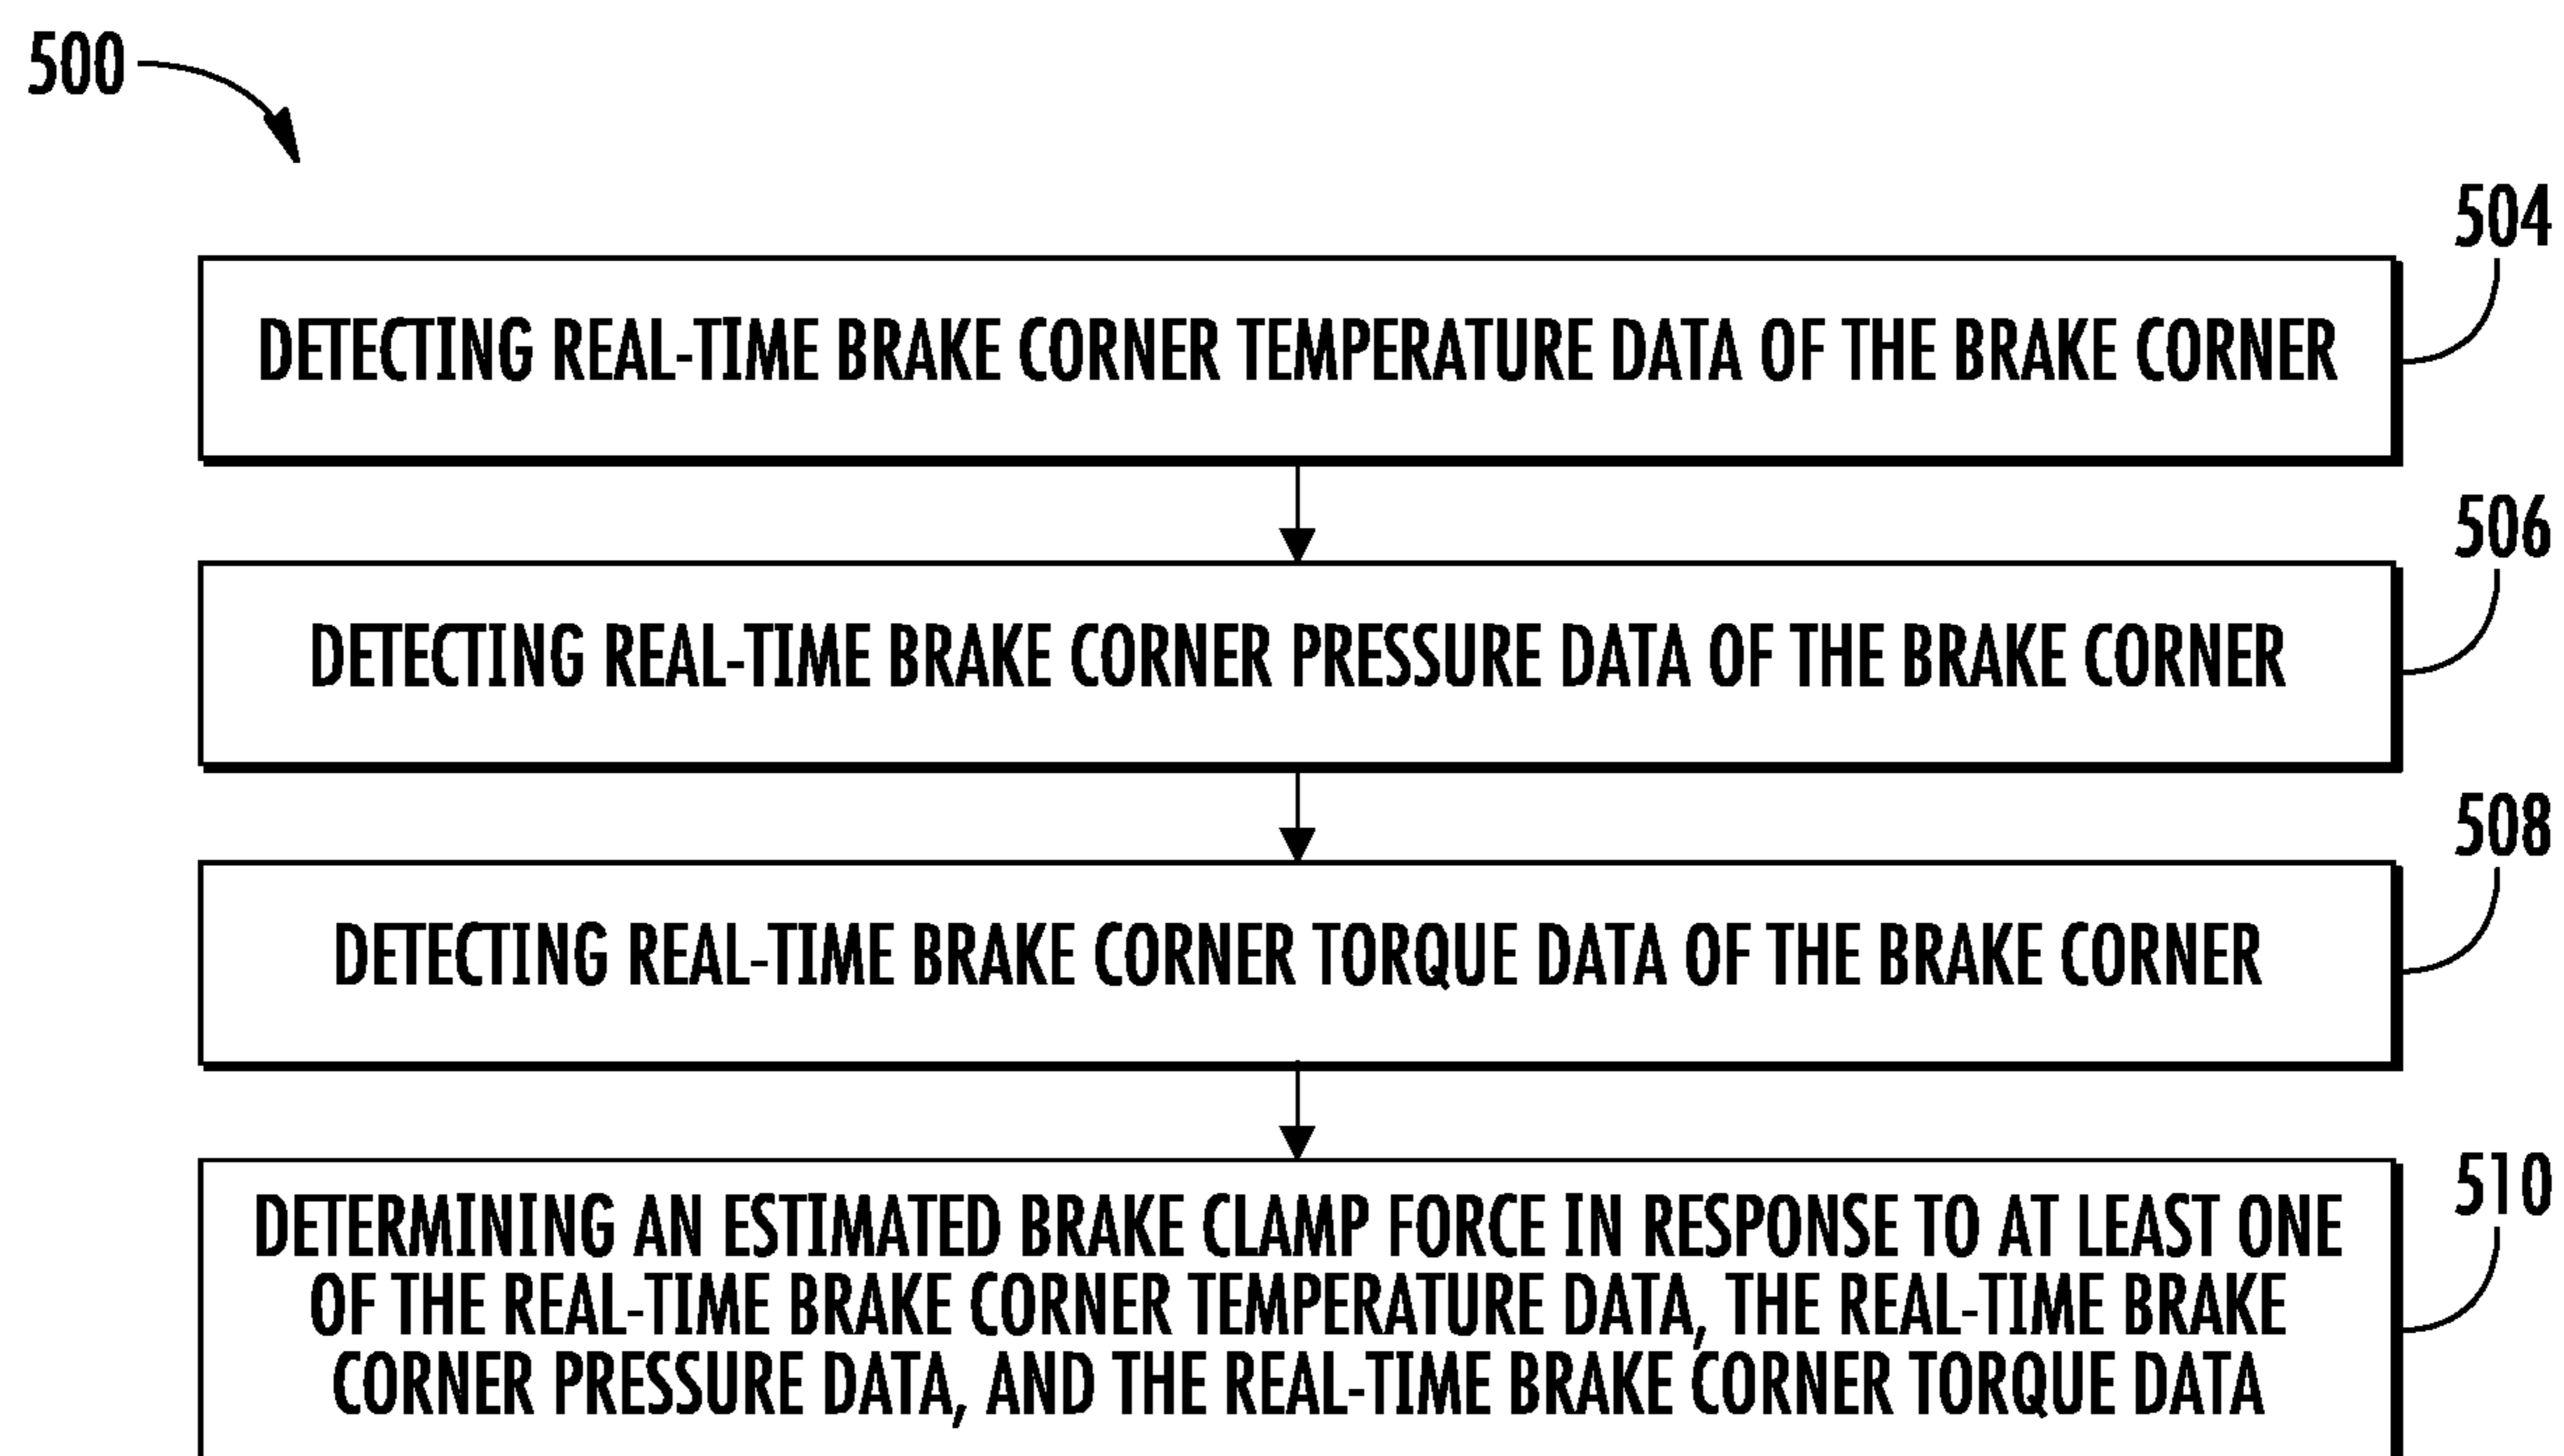 500
504
DETECTING REAL-TIME BRAKE CORNER TEMPERATURE DATA OF THE BRAKE CORNER
506
DETECTING REAL-TIME BRAKE CORNER PRESSURE DATA OF THE BRAKE CORNER
508
DETECTING REAL-TIME BRAKE CORNER TORQUE DATA OF THE BRAKE CORNER
510
DETERMINING AN ESTIMATED BRAKE CLAMP FORCE IN RESPONSE TO AT LEAST ONE
OF THE REAL-TIME BRAKE CORNER TEMPERATURE DATA, THE REAL-TIME BRAKE
CORNER PRESSURE DATA, AND THE REAL-TIME BRAKE CORNER TORQUE DATA